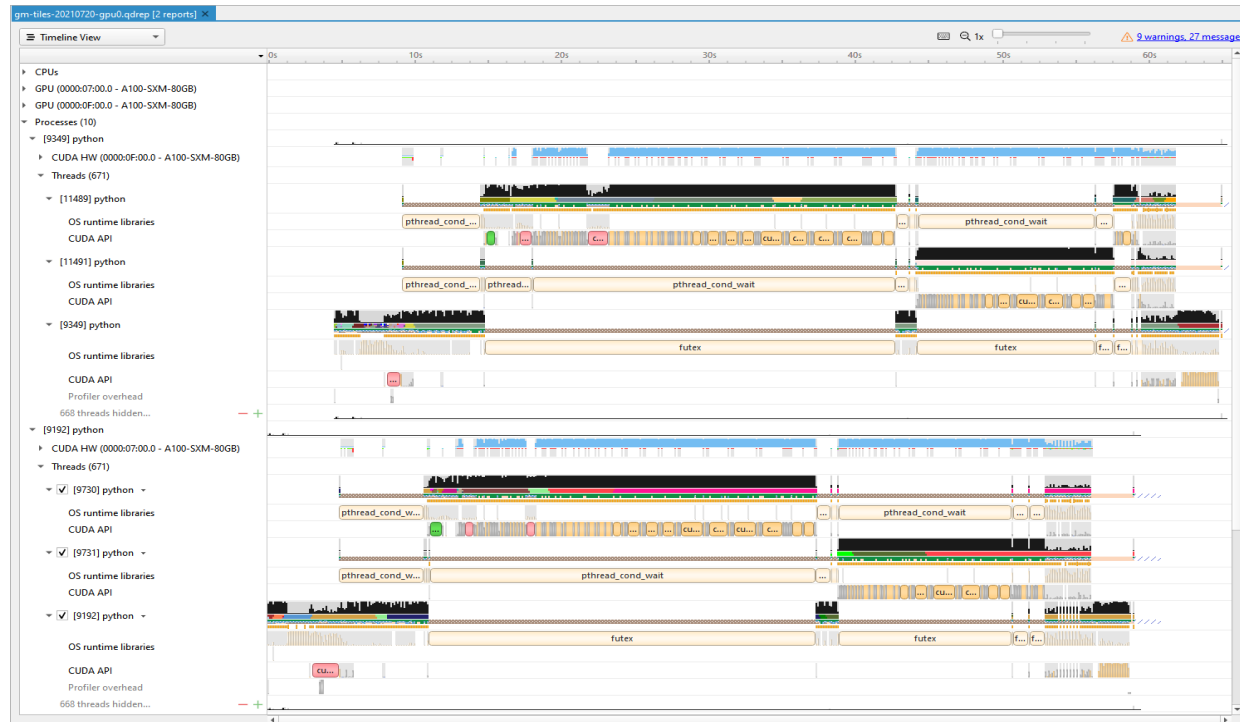 gm-tiles-20210720-gpu0.qdrep [2 reports] ×
Timeline View
1x
9 warnings, 27 message
0s 10s 20s 30s 40s 50s 60s
CPUs
GPU (0000:07:00.0 - A100-SXM-80GB)
GPU (0000:0F:00.0 - A100-SXM-80GB)
Processes (10)
[9349] python
CUDA HW (0000:0F:00.0 - A100-SXM-80GB)
Threads (671)
[11489] python
OS runtime libraries pthread_cond_... ... pthread_cond_wait ...
CUDA API ... c... ... ... ... cu... c... c... c...
[11491] python
OS runtime libraries pthread_cond_... pthread... pthread_cond_wait ... ...
CUDA API ... cu... c... ...
[9349] python
OS runtime libraries futex futex f... f...
CUDA API ...
Profiler overhead
668 threads hidden... − +
[9192] python
CUDA HW (0000:07:00.0 - A100-SXM-80GB)
Threads (671)
[9730] python
OS runtime libraries pthread_cond_w... ... pthread_cond_wait ... ...
CUDA API ... ... ... ... cu... c... c...
[9731] python
OS runtime libraries pthread_cond_w... pthread_cond_wait ...
CUDA API ... cu... c... ...
[9192] python
OS runtime libraries futex futex f... f...
CUDA API cu...
Profiler overhead
668 threads hidden... − +